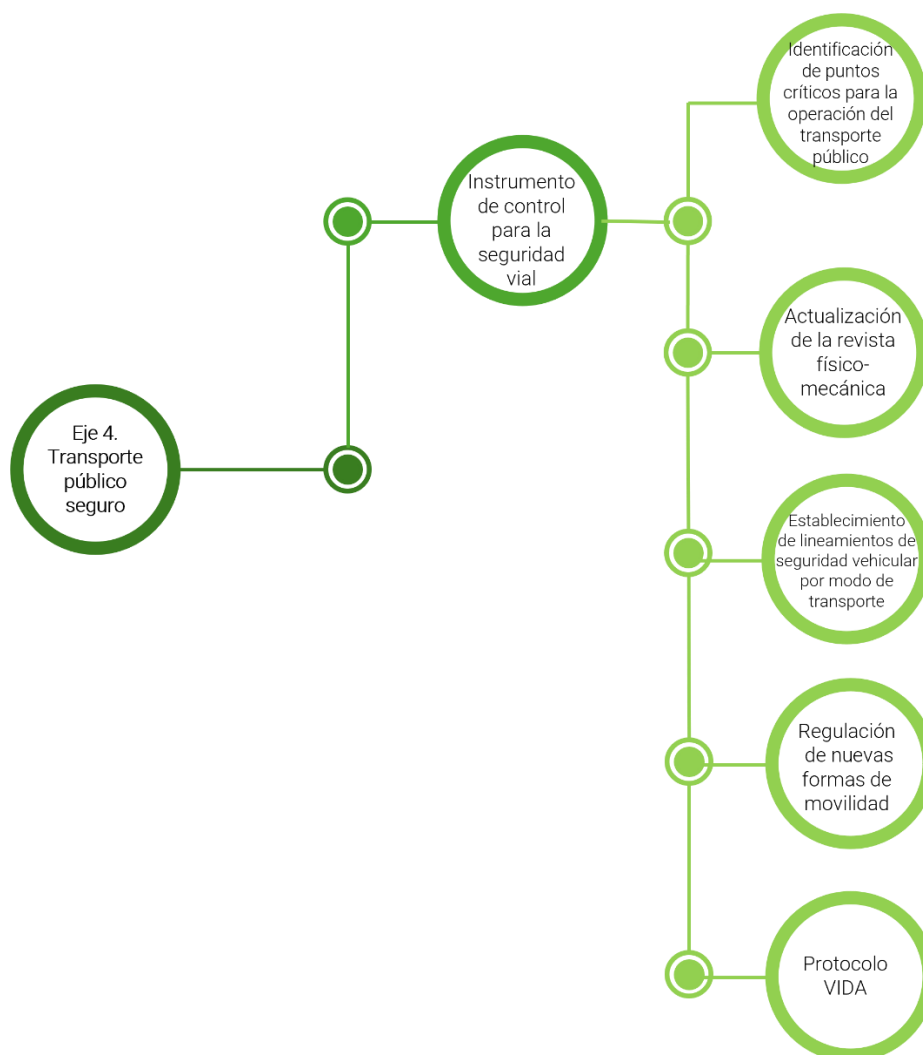 Identificación
de puntos
críticos para la
operación del
transporte
público
Instrumento
de control
para la
seguridad
vial
Actualización
de la revista
físico-
mecánica
Eje 4.
Transporte
público
seguro
Establecimiento
de lineamientos de
seguridad vehicular
por modo de
transporte
Regulación
de nuevas
formas de
movilidad
Protocolo
VIDA